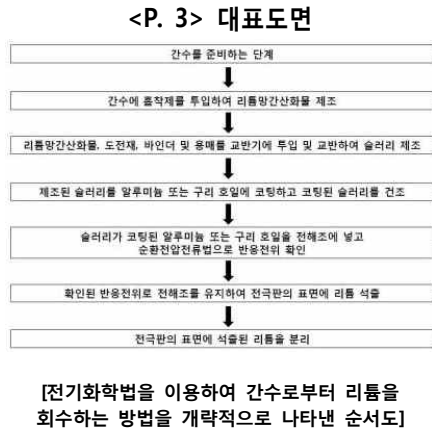 <P. 3> 대표도면
간수를 준비하는 단계
간수에 흡착제를 투입하여 리튬망간산화물 제조
리튬망간산화물, 도전재, 바인더 및 용매를 교반기에 투입 및 교반하여 슬러리 제조
제조된 슬러리를 알루미늄 또는 구리 호일에 코팅하고 코팅된 슬러리를 건조
슬러리가 코팅된 알루미늄 또는 구리 호일을 전해조에 넣고
순환전압전류법으로 반응전위 확인
확인된 반응전위로 전해조를 유지하여 전극판의 표면에 리튬 석출
전극판의 표면에 석출된 리튬을 분리
[전기화학법을 이용하여 간수로부터 리튬을
회수하는 방법을 개략적으로 나타낸 순서도]